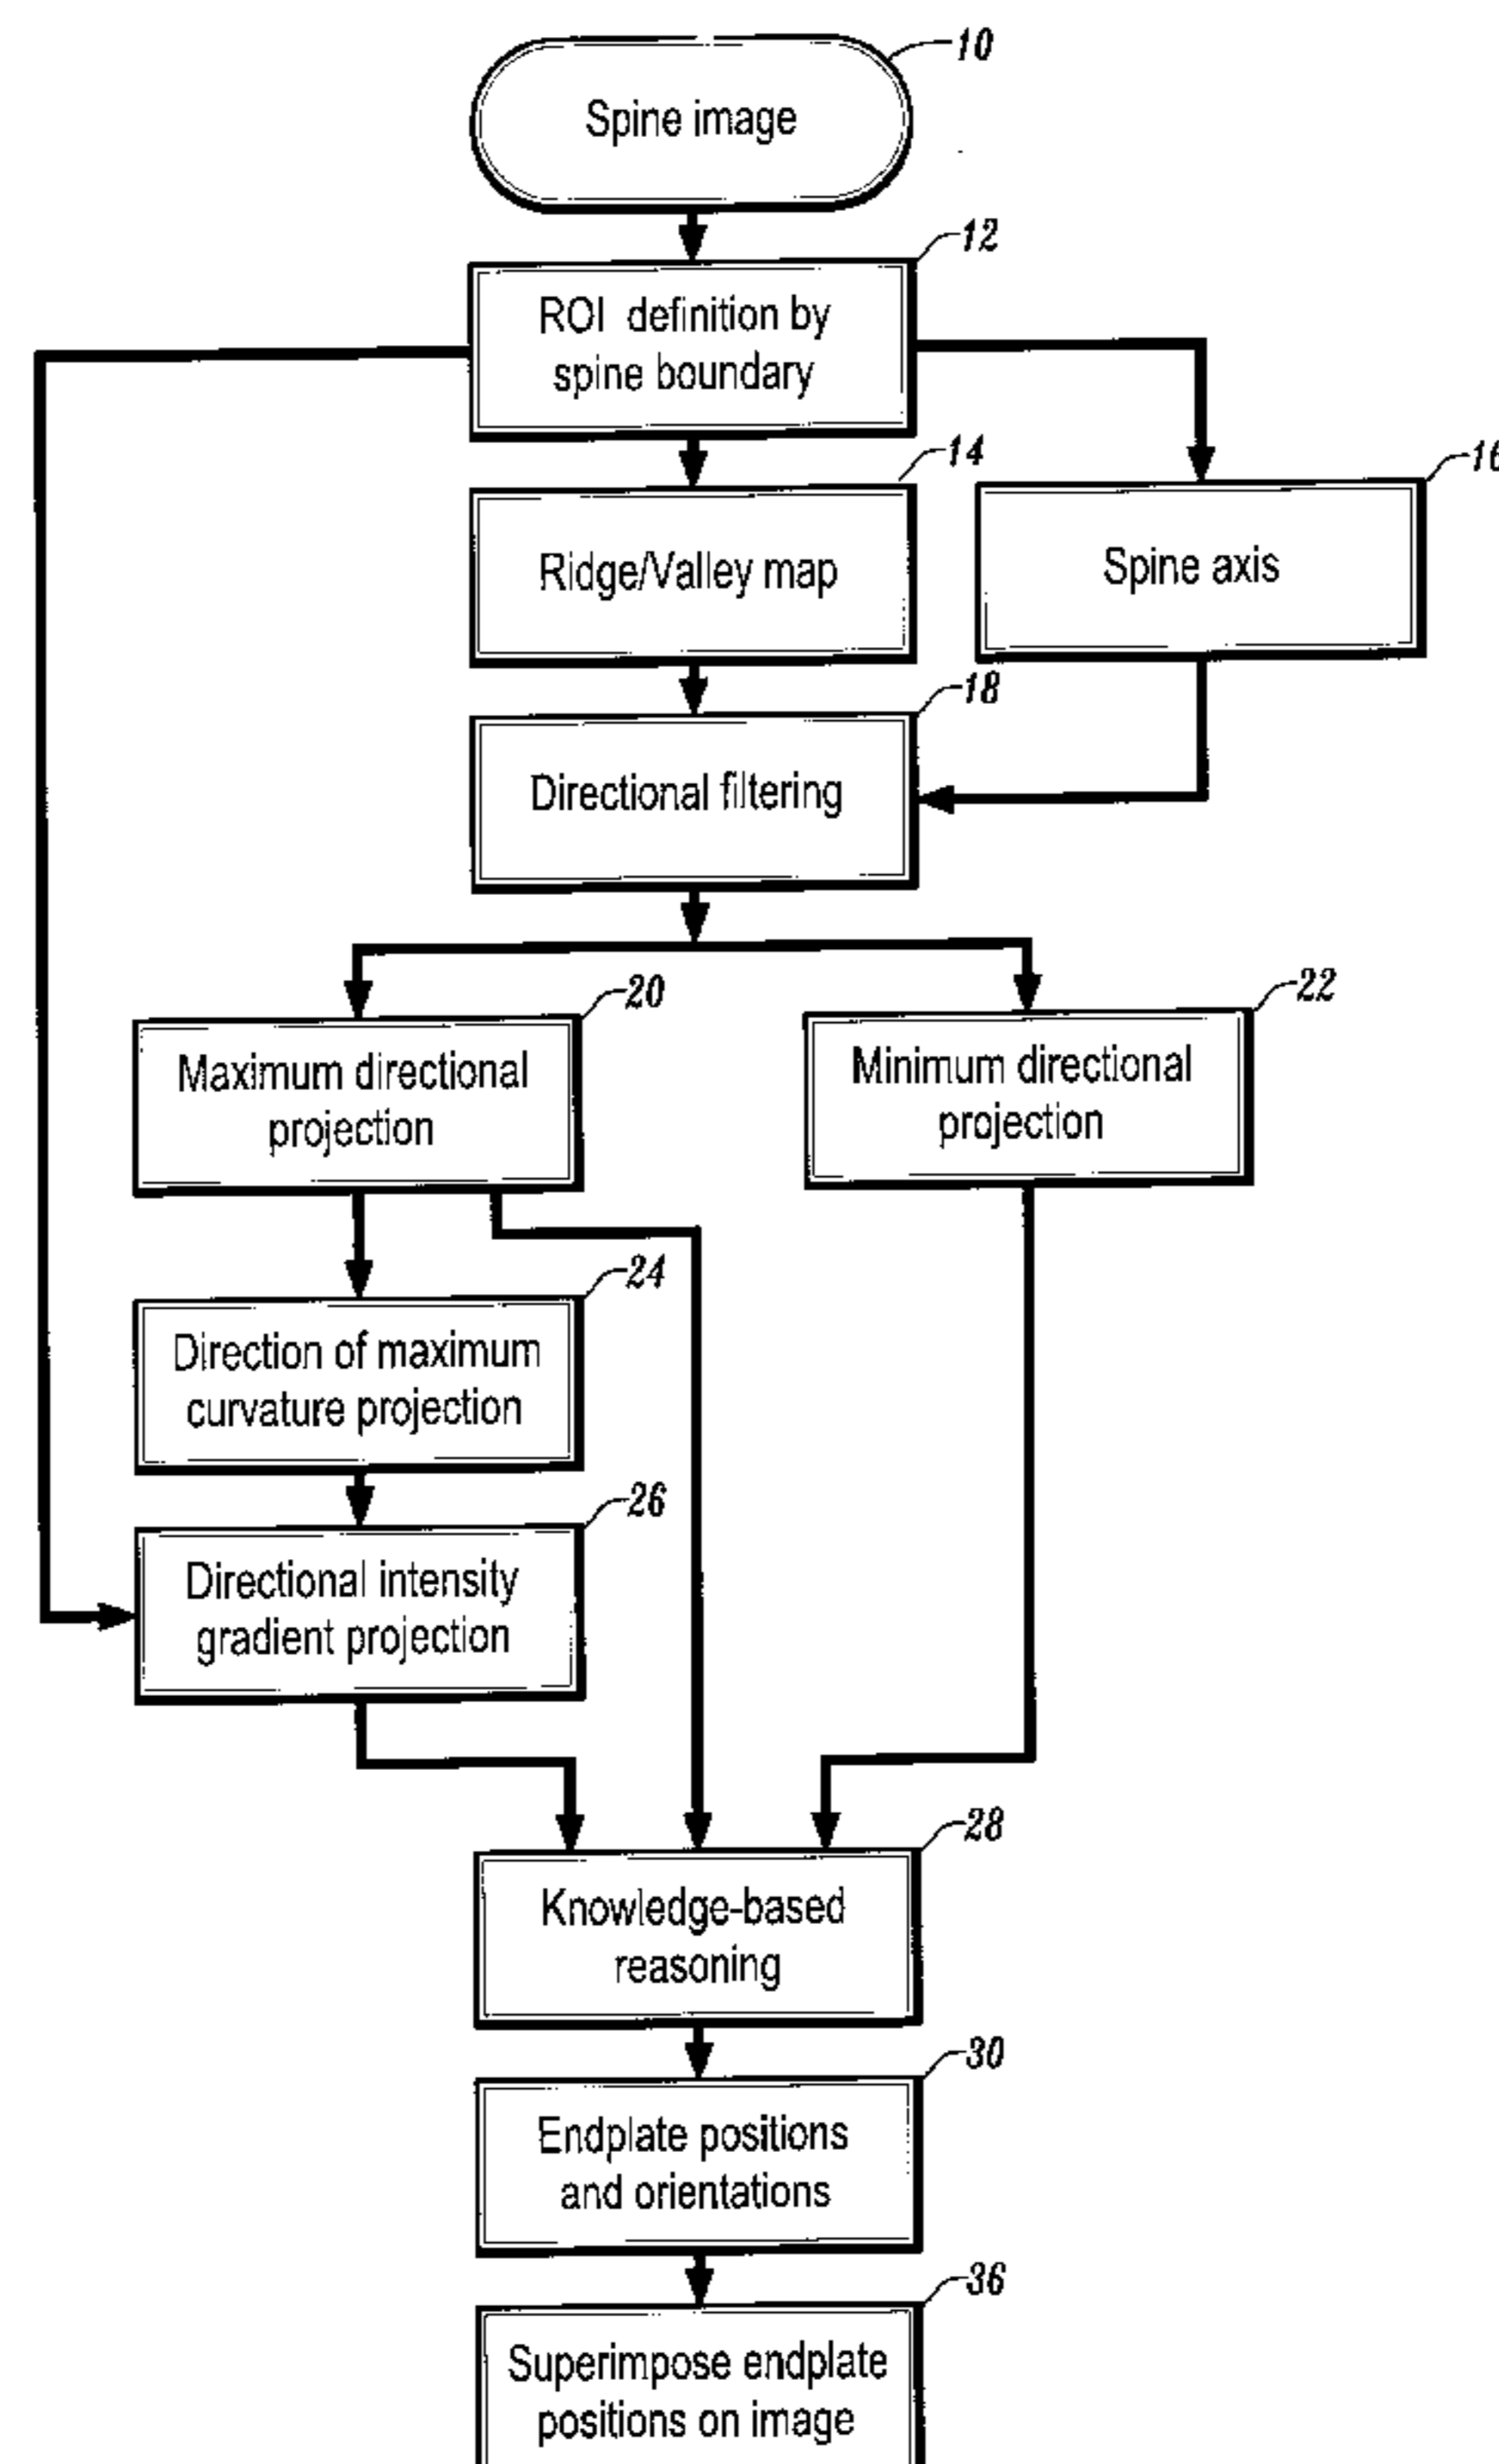 10
Spine image
12
ROI definition by
spine boundary
14
16
Ridge/Valley map
Spine axis
18
Directional filtering
20
22
Maximum directional
projection
Minimum directional
projection
24
Direction of maximum
curvature projection
26
Directional intensity
gradient projection
28
Knowledge-based
reasoning
30
Endplate positions
and orientations
36
Superimpose endplate
positions on image